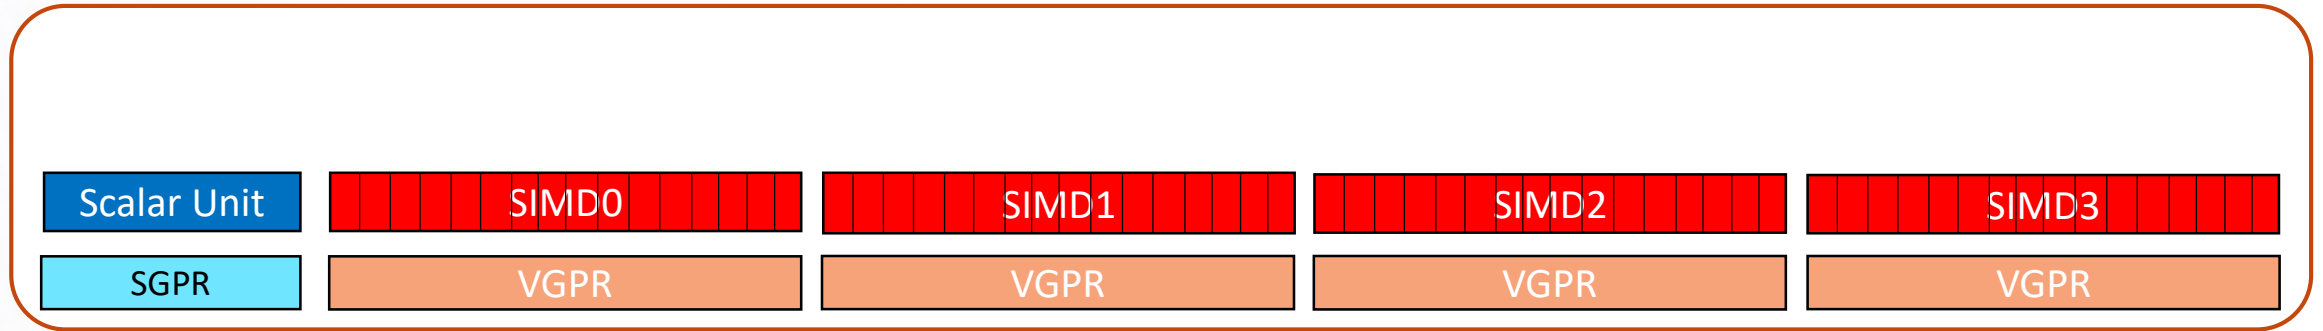 Scalar Unit SIMD0 SIMD1 SIMD2 SIMD3
SGPR VGPR VGPR VGPR VGPR